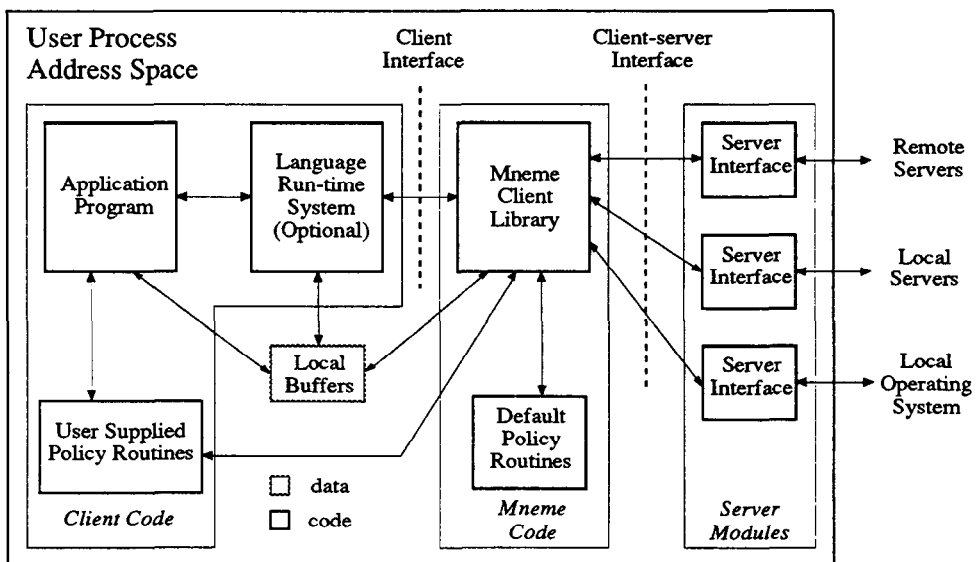 User Process
Address Space
Client
Interface
Client-server
Interface
Application
Program
Language
Run-time
System
(Optional)
Mneme
Client
Library
Server
Interface
Remote
Servers
Server
Interface
Local
Servers
Local
Buffers
Server
Interface
Local
Operating
System
User Supplied
Policy Routines
Default
Policy
Routines
data
code
Client Code
Mneme
Code
Server
Modules